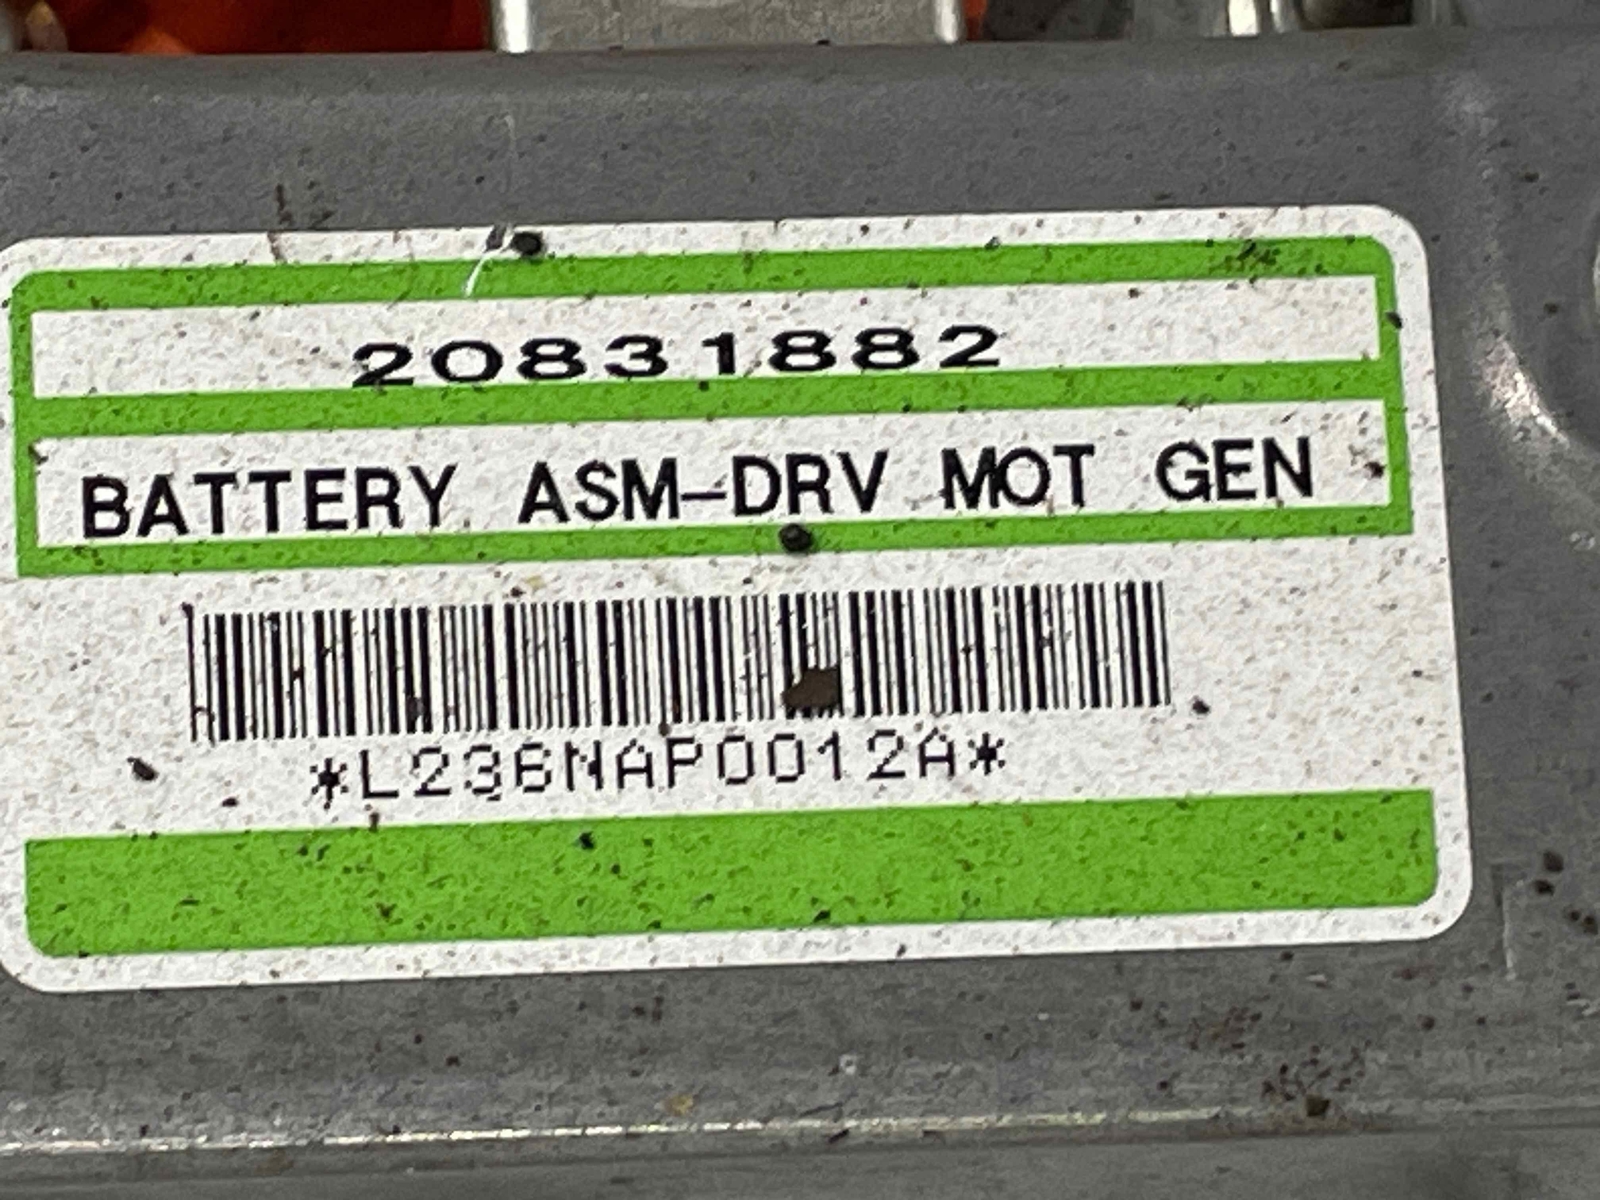 20831882
BATTERY ASM-DRV MOT GEN
*L236NAP0012A*